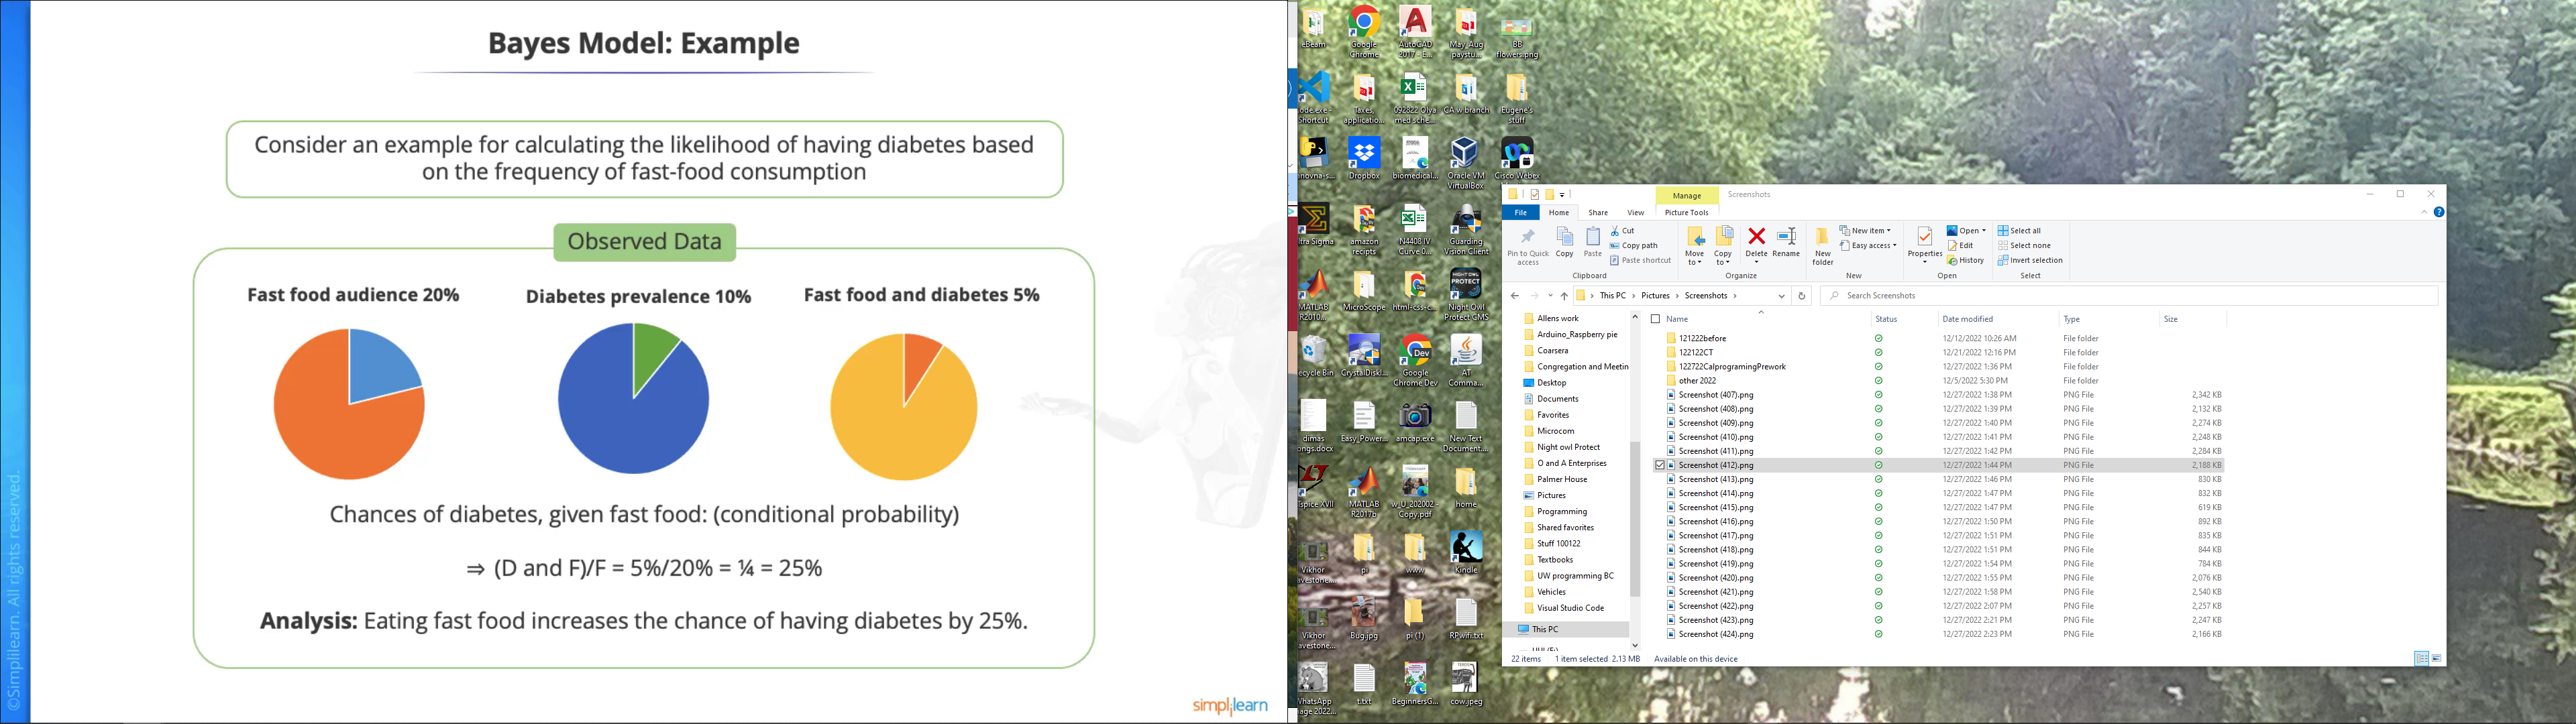 Bayes Model: Example
Consider an example for calculating the likelihood of having diabetes based
on the frequency of fast-food consumption
Observed Data
Fast food audience 20%
Diabetes prevalence 10%
Fast food and diabetes 5%
Chances of diabetes, given fast food: (conditional probability)
⇒ (D and F)/F = 5%/20% = ¼ = 25%
Analysis: Eating fast food increases the chance of having diabetes by 25%.
©Simplilearn. All rights reserved.
simplilearn
eBeam
Google
Chrome
AutoCAD
2017 - E...
May_Aug
paystu...
BB
flowers.png
Shortcut
Taxes,
applicatio...
092822 Olya
med sche...
CA w branch
Eugene's
stuff
Dropbox
biomedical...
Oracle VM
VirtualBox
Cisco Webex
amazon
recipts
N4408 IV
Curve 0...
Guarding
Vision Client
MATLAB
R2010...
MicroScope
html-css-c...
NIGHT OWL
PROTECT
Night Owl
Protect GMS
CrystalDiskI...
Dev
Google
Chrome Dev
AT
Comma...
dimas
Easy_Power...
amcap.exe
New Text
Document...
MATLAB
R2017b
w_U_202002 -
Copy.pdf
home
Vikhor
pi
www
Kindle
Vikhor
Bug.jpg
pi (1)
RPwifi.txt
t.txt
BeginnersG...
cow.jpeg
Manage
Screenshots
File
Home
Share
View
Picture Tools
Pin to Quick
access
Copy
Paste
Cut
Copy path
Paste shortcut
Clipboard
Move
to
Copy
to
Delete
Rename
Organize
New
folder
New item
Easy access
New
Properties
Open
Edit
History
Open
Select all
Select none
Invert selection
Select
This PC > Pictures > Screenshots >
Search Screenshots
Allens work
Arduino_Raspberry pie
Coarsera
Congregation and Meetin
Desktop
Documents
Favorites
Microcom
Night owl Protect
O and A Enterprises
Palmer House
Pictures
Programming
Shared favorites
Stuff 100122
Textbooks
UW programming BC
Vehicles
Visual Studio Code
This PC
Name Status Date modified Type Size
121222before 12/12/2022 10:26 AM File folder
122122CT 12/21/2022 12:16 PM File folder
122722CalprogramingPrework 12/27/2022 1:36 PM File folder
other 2022 12/5/2022 5:30 PM File folder
Screenshot (407).png 12/27/2022 1:38 PM PNG File 2,342 KB
Screenshot (408).png 12/27/2022 1:39 PM PNG File 2,132 KB
Screenshot (409).png 12/27/2022 1:40 PM PNG File 2,274 KB
Screenshot (410).png 12/27/2022 1:41 PM PNG File 2,248 KB
Screenshot (411).png 12/27/2022 1:42 PM PNG File 2,284 KB
Screenshot (412).png 12/27/2022 1:44 PM PNG File 2,188 KB
Screenshot (413).png 12/27/2022 1:46 PM PNG File 830 KB
Screenshot (414).png 12/27/2022 1:47 PM PNG File 832 KB
Screenshot (415).png 12/27/2022 1:47 PM PNG File 619 KB
Screenshot (416).png 12/27/2022 1:50 PM PNG File 892 KB
Screenshot (417).png 12/27/2022 1:51 PM PNG File 835 KB
Screenshot (418).png 12/27/2022 1:51 PM PNG File 844 KB
Screenshot (419).png 12/27/2022 1:54 PM PNG File 784 KB
Screenshot (420).png 12/27/2022 1:55 PM PNG File 2,076 KB
Screenshot (421).png 12/27/2022 1:58 PM PNG File 2,540 KB
Screenshot (422).png 12/27/2022 2:07 PM PNG File 2,257 KB
Screenshot (423).png 12/27/2022 2:21 PM PNG File 2,247 KB
Screenshot (424).png 12/27/2022 2:23 PM PNG File 2,166 KB
22 items 1 item selected 2.13 MB Available on this device